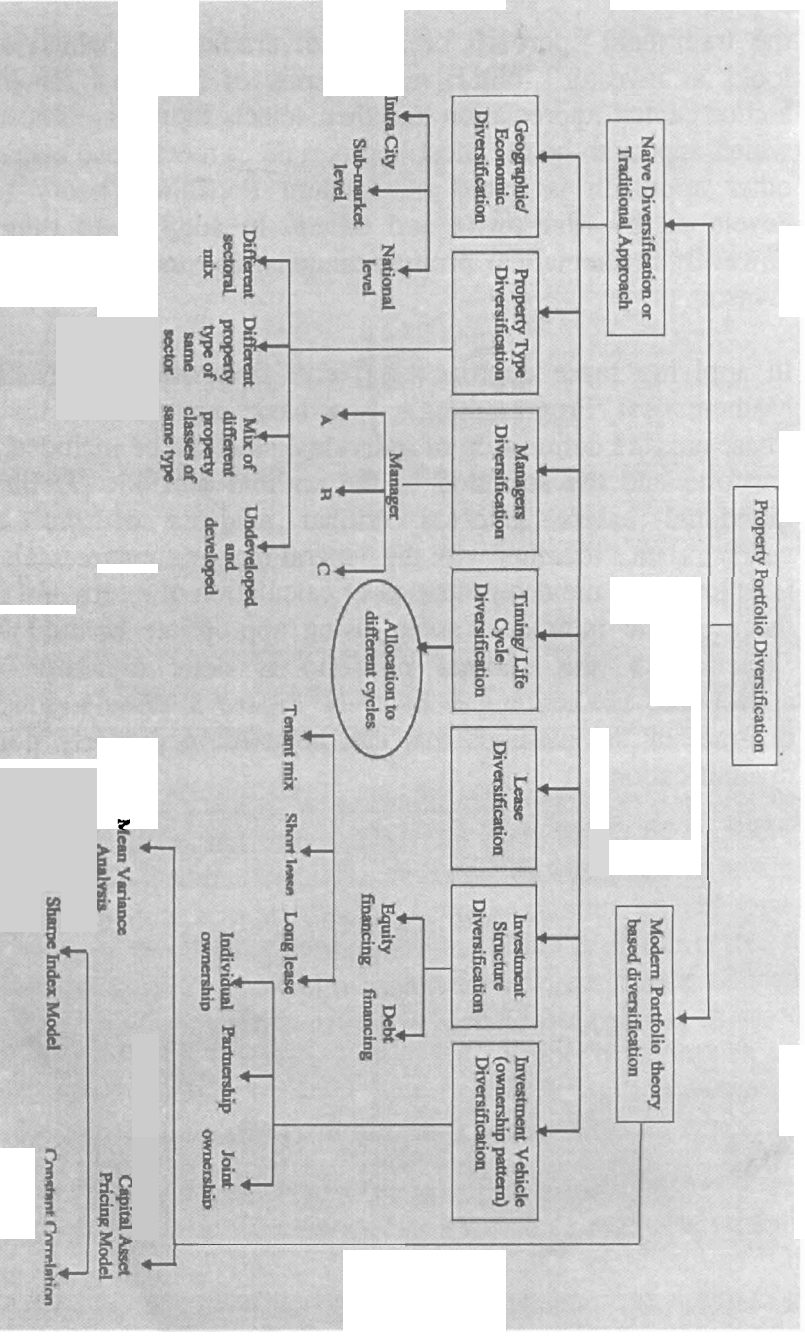 Property Portfolio Diversification
Naïve Diversification or
Traditional Approach
Modern Portfolio theory
based diversification
Geographic/
Economic
Diversification
Property Type
Diversification
Managers
Diversification
Timing/ Life
Cycle
Diversification
Lease
Diversification
Investment
Structure
Diversification
Investment Vehicle
(ownership pattern)
Diversification
Intra City
Sub-market
level
National
level
Manager
A
B
C
Allocation to
different cycles
Equity
financing
Debt
financing
Different
sectoral
mix
Different
property
type of
same
sector
Mix of
different
property
classes of
same type
Undeveloped
and
developed
Tenant mix
Short lease
Long lease
Individual
ownership
Partnership
Joint
ownership
Mean Variance
Analysis
Capital Asset
Pricing Model
Sharpe Index Model
Constant Correlation